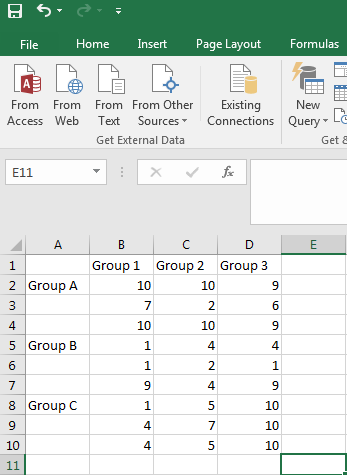 File Home Insert Page Layout Formulas
From Access From Web From Text From Other Sources Existing Connections New Query
Get External Data Get &
E11 fx
A B C D E
1 Group 1 Group 2 Group 3
2 Group A 10 10 9
3 7 2 6
4 10 10 9
5 Group B 1 4 4
6 1 2 1
7 9 4 9
8 Group C 1 5 10
9 4 7 10
10 4 5 10
11